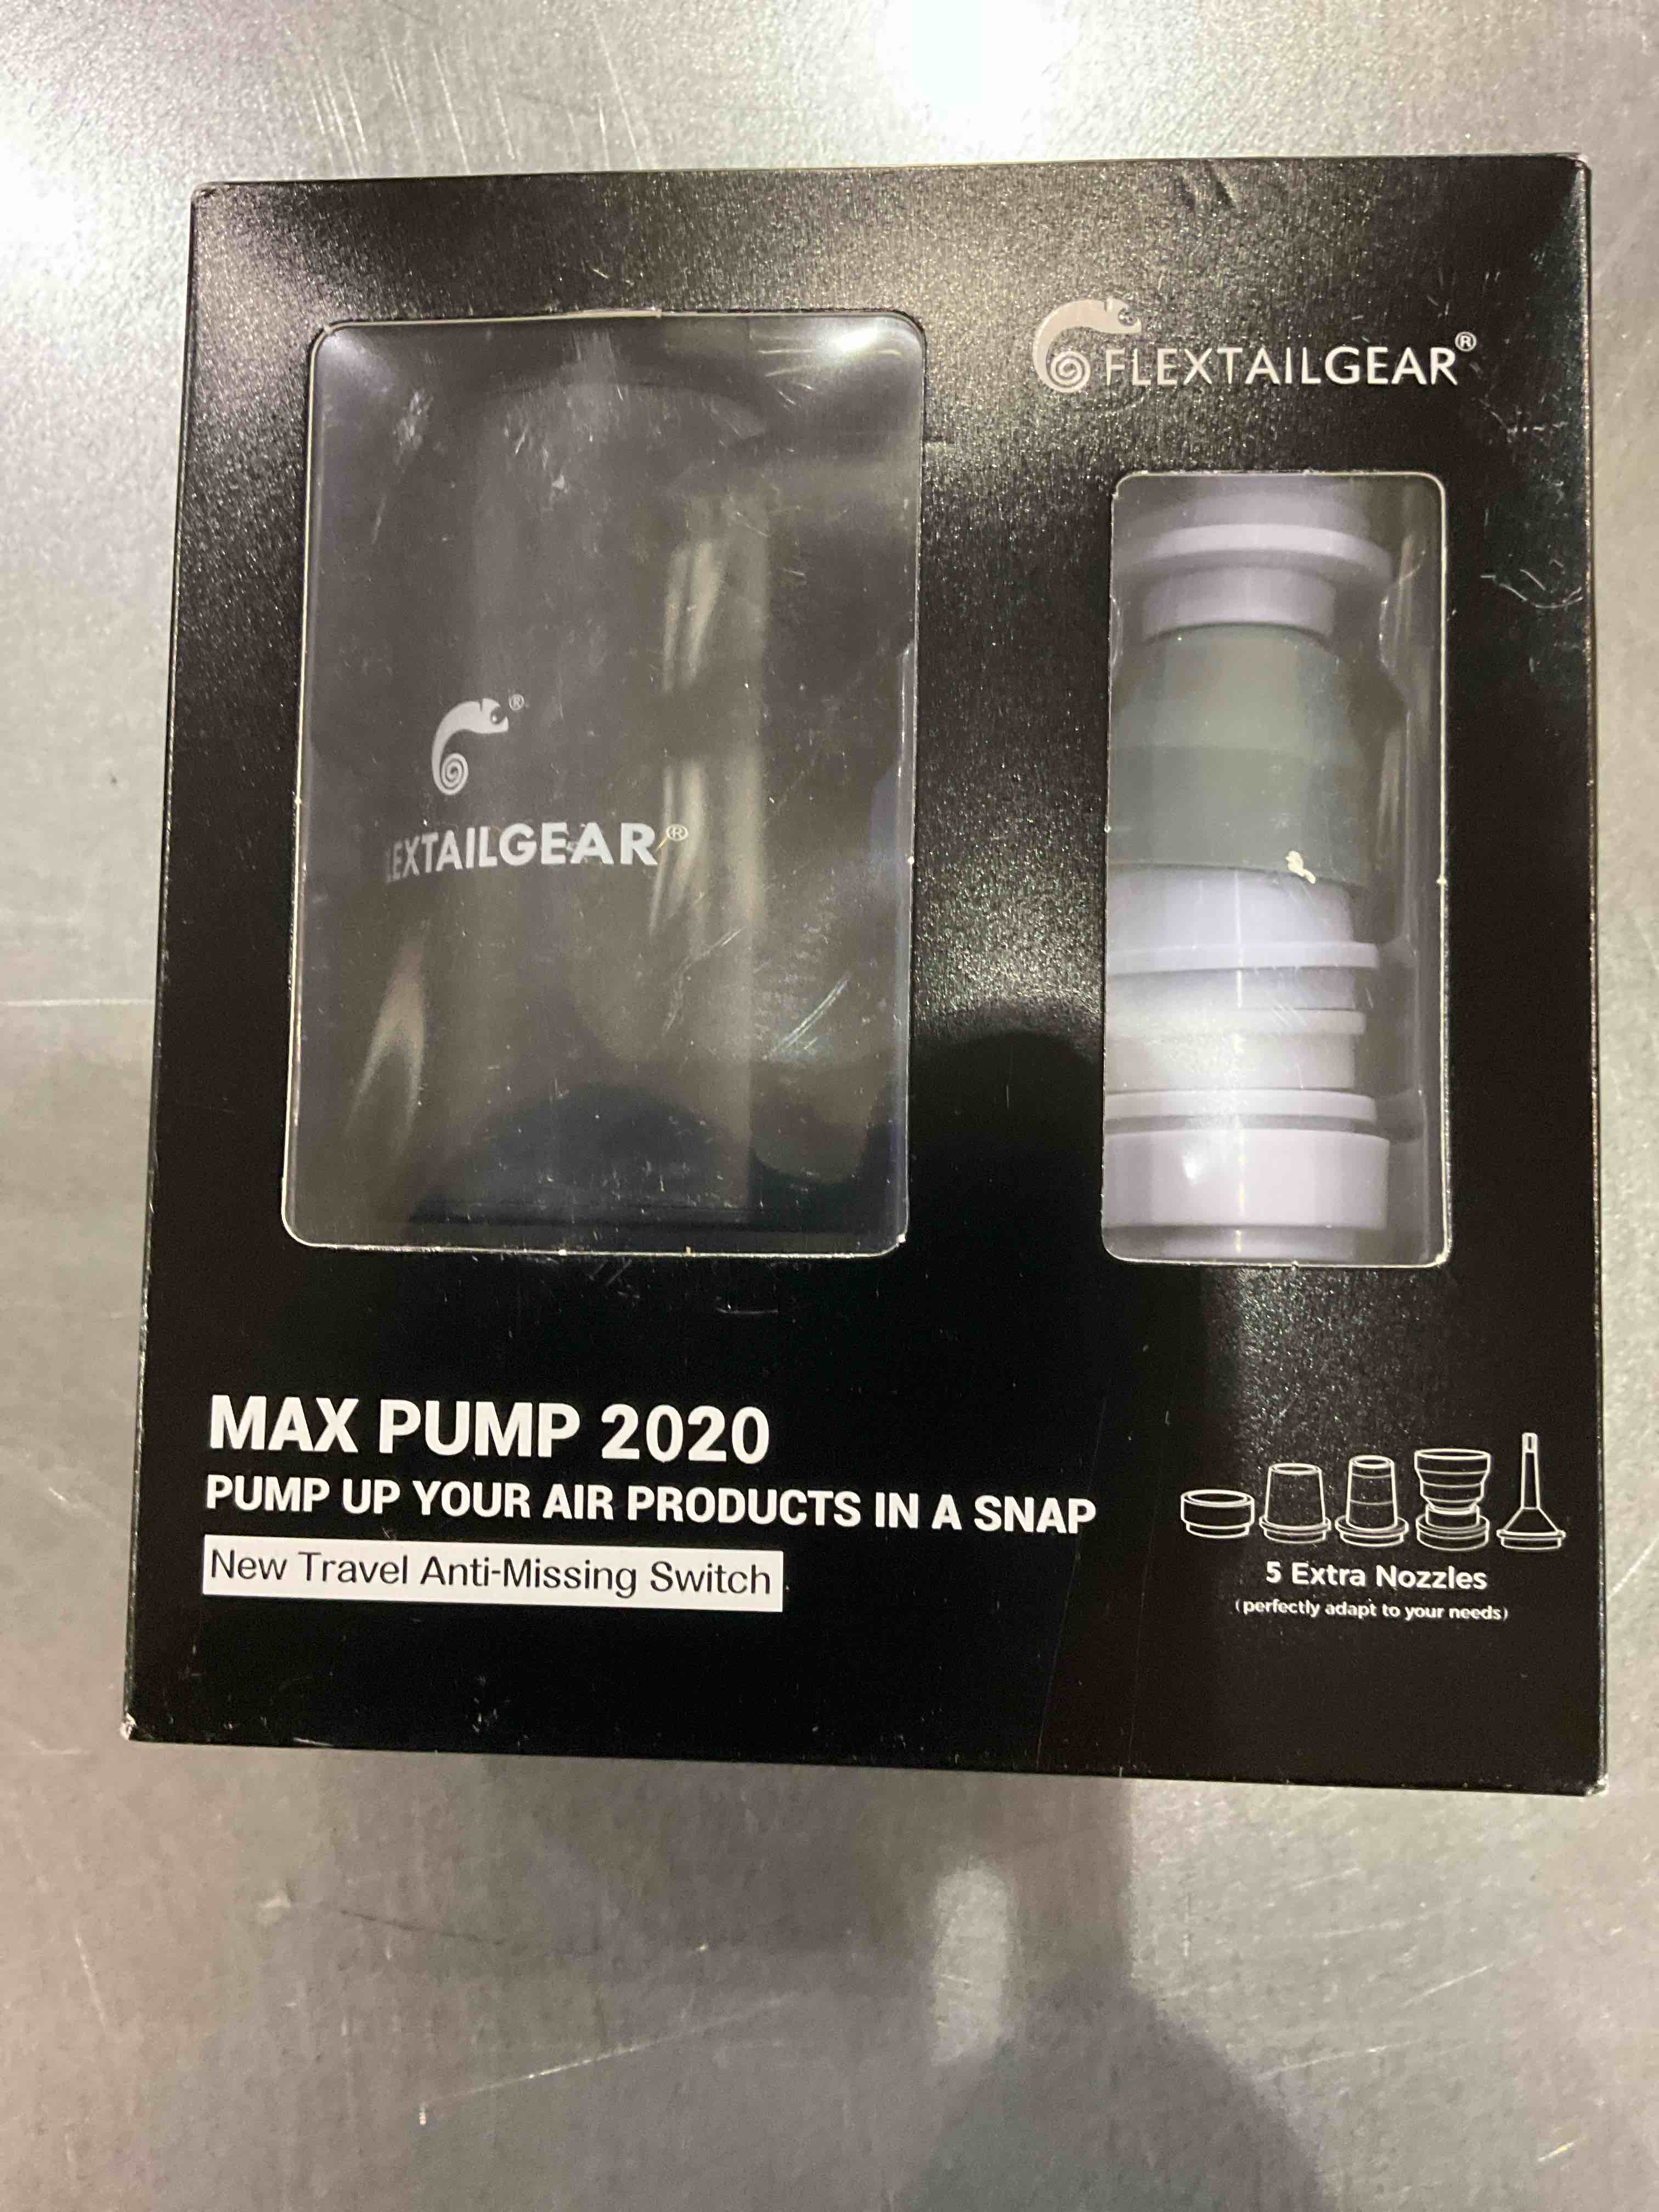 FLEXTAILGEAR®
®
LEXTAILGEAR®
MAX PUMP 2020
PUMP UP YOUR AIR PRODUCTS IN A SNAP
New Travel Anti-Missing Switch
5 Extra Nozzles
(perfectly adapt to your needs)